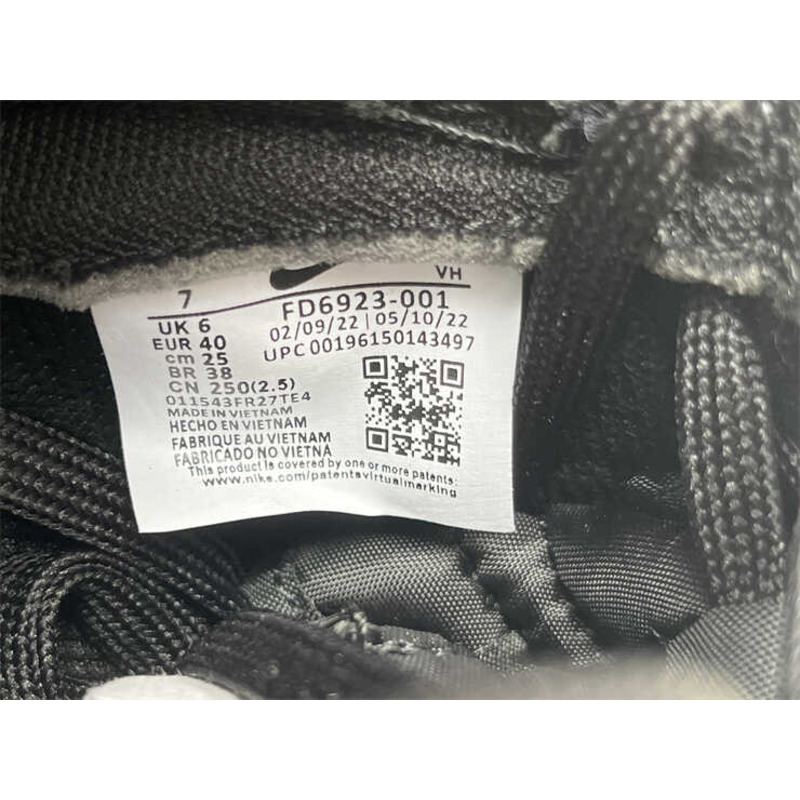 VH
7
UK 6
EUR 40
cm 25
BR 38
CN 250(2.5)
FD6923-001
02/09/22 | 05/10/22
UPC 00196150143497
011543FR27TE4
MADE IN VIETNAM
HECHO EN VIETNAM
FABRIQUE AU VIETNAM
FABRICADO NO VIETNA
This product is covered by one or more patents:
www.nike.com/patentsvirtualmarking